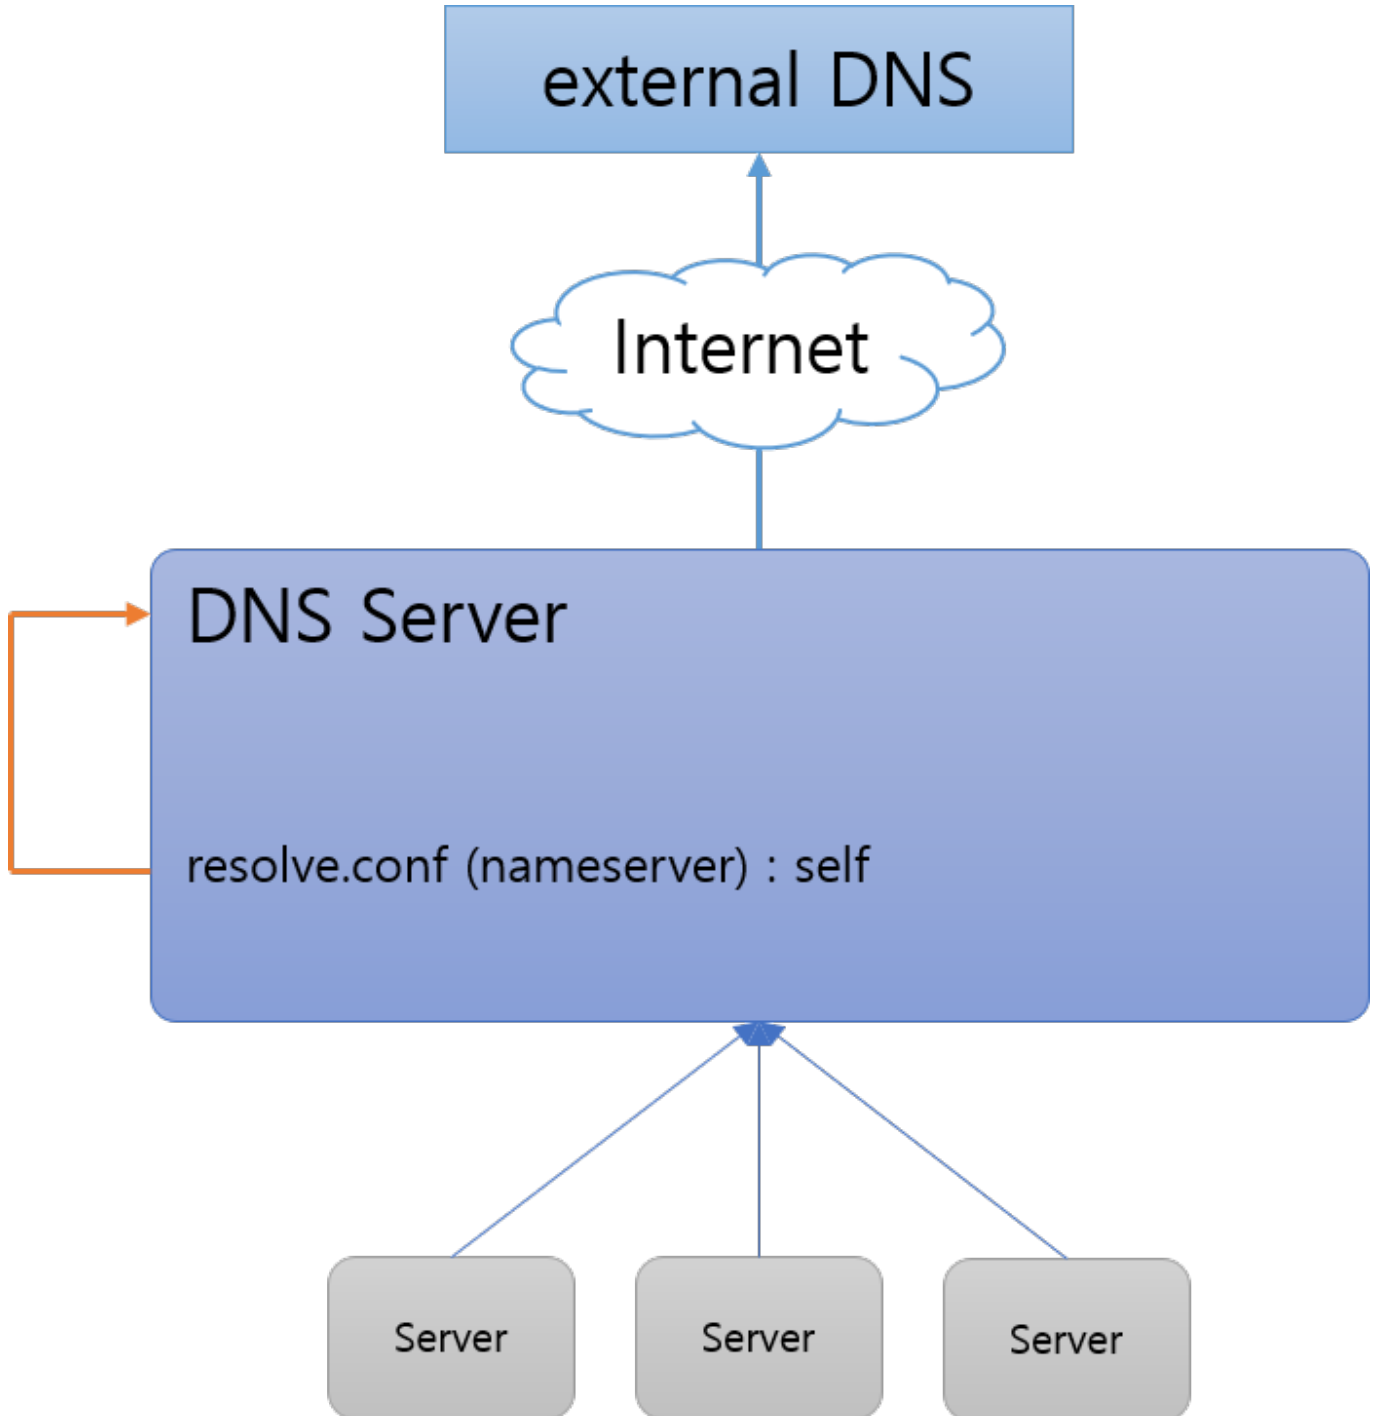 external DNS
Internet
DNS Server
resolve.conf (nameserver) : self
Server
Server
Server